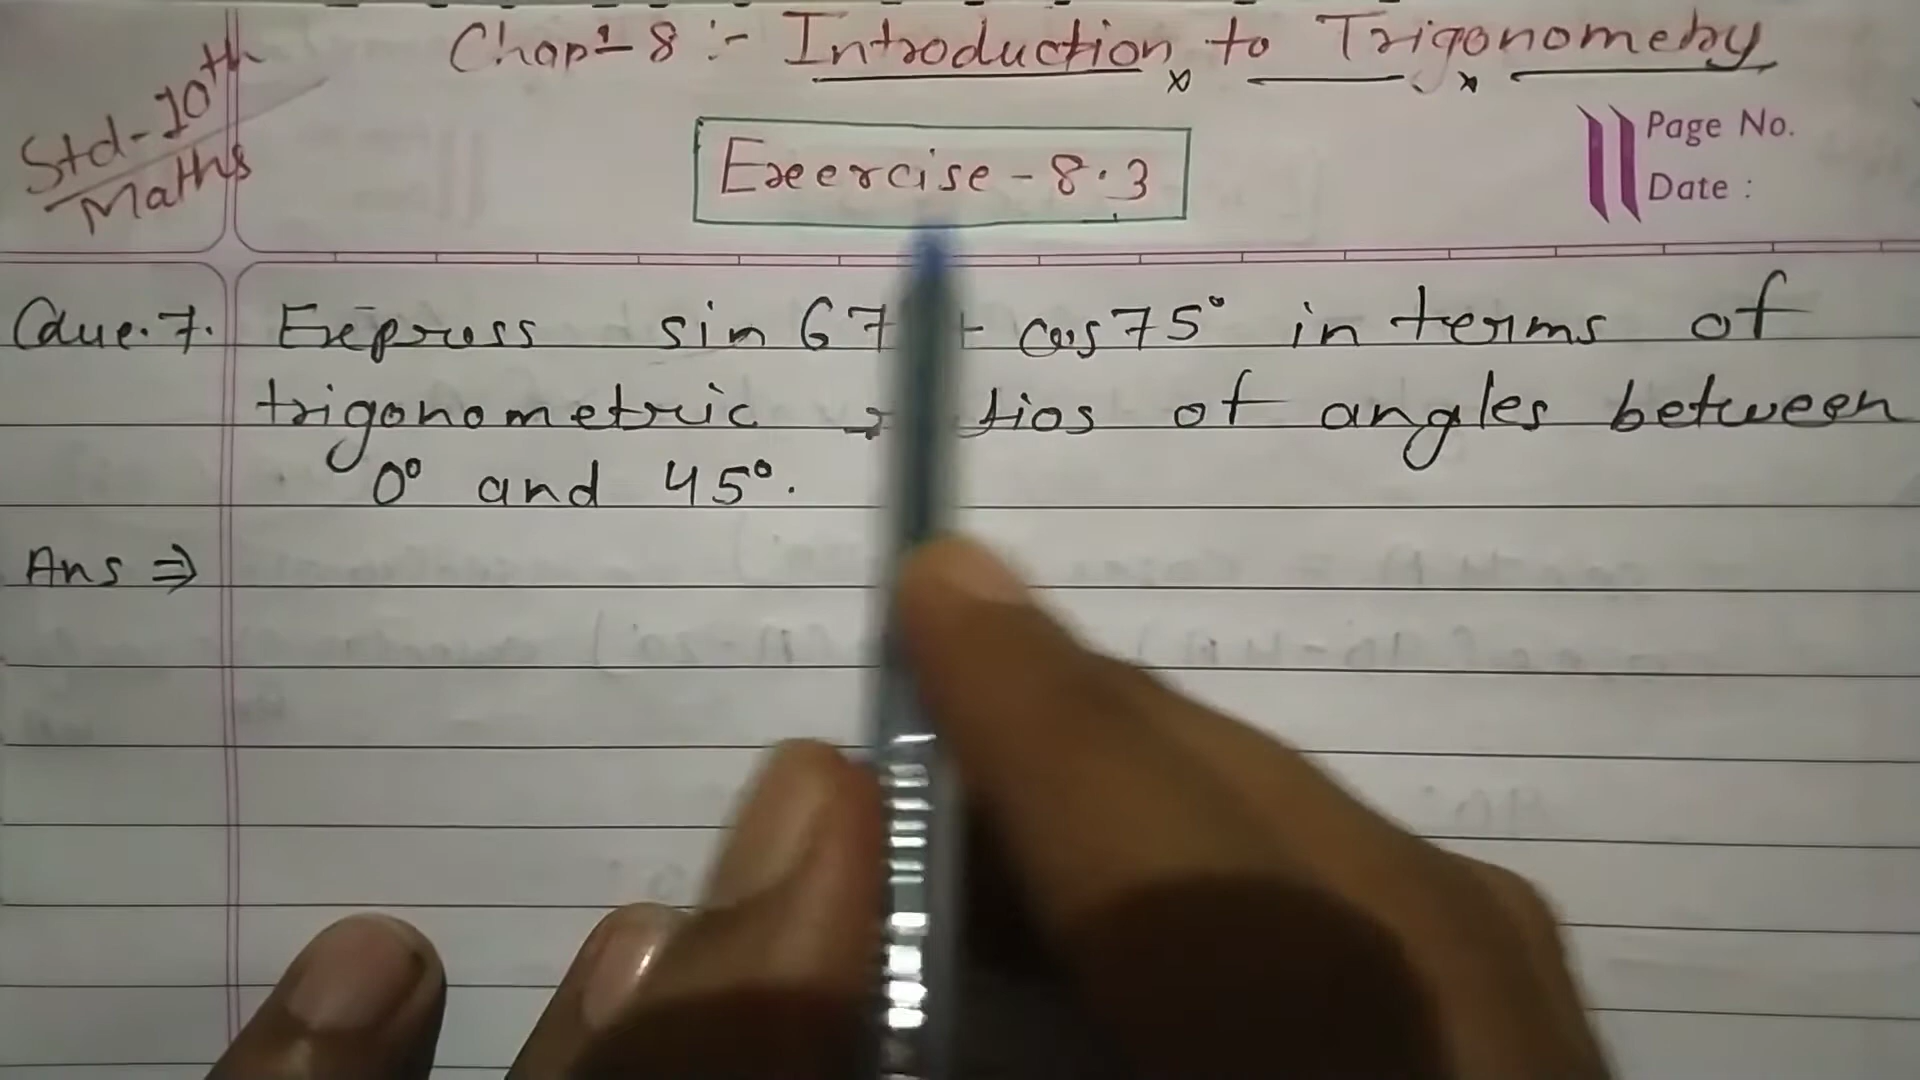 Chap-8 :- Introduction to Trigonometry
Std-10th
Maths
Exercise - 8.3
Page No.
Date :
Que.7. Express sin 67 + cos 75° in terms of
trigonometric tios of angles between
0° and 45°.
Ans ⇒